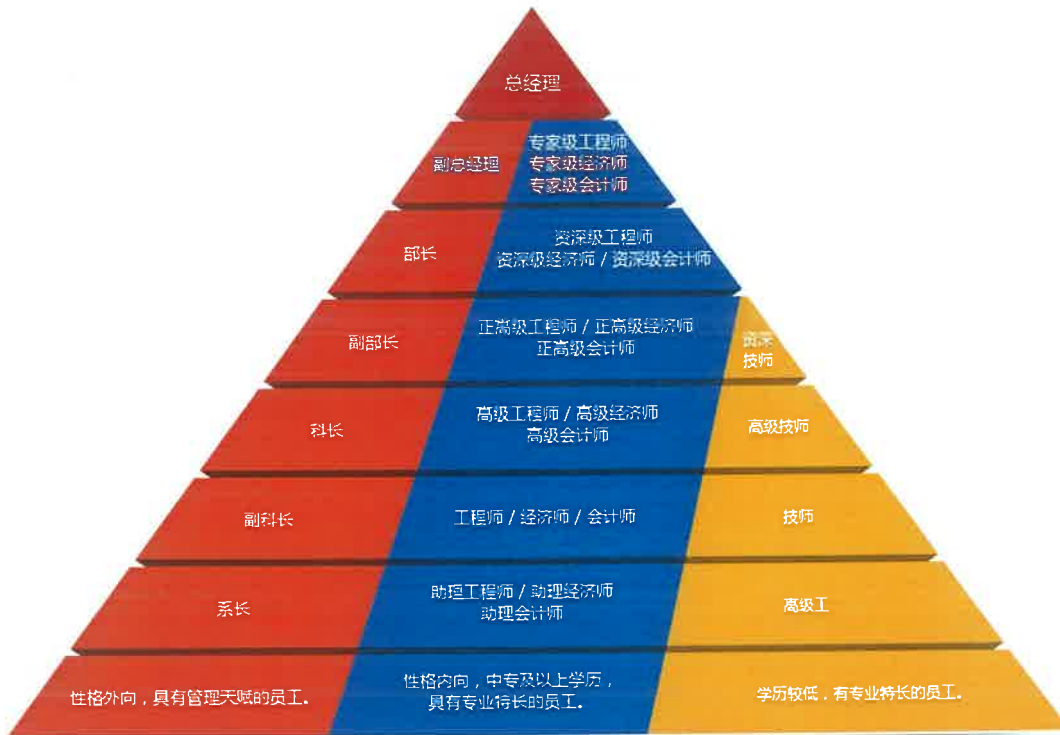 总经理
副总经理
专家级工程师
专家级经济师
专家级会计师
部长
资深级工程师
资深级经济师 / 资深级会计师
副部长
正高级工程师 / 正高级经济师
正高级会计师
资深
技师
科长
高级工程师 / 高级经济师
高级会计师
高级技师
副科长
工程师 / 经济师 / 会计师
技师
系长
助理工程师 / 助理经济师
助理会计师
高级工
性格外向，具有管理天赋的员工。
性格内向，中专及以上学历，
具有专业特长的员工。
学历较低，有专业特长的员工。